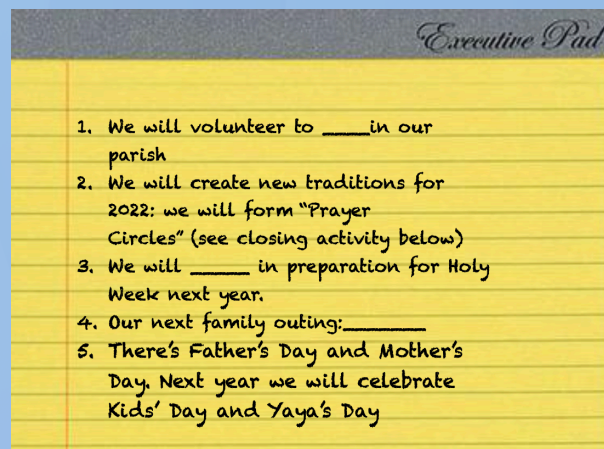 Executive Pad
1. We will volunteer to ____in our
parish
2. We will create new traditions for
2022: we will form “Prayer
Circles” (see closing activity below)
3. We will _____ in preparation for Holy
Week next year.
4. Our next family outing:_______
5. There’s Father’s Day and Mother’s
Day. Next year we will celebrate
Kids’ Day and Yaya’s Day